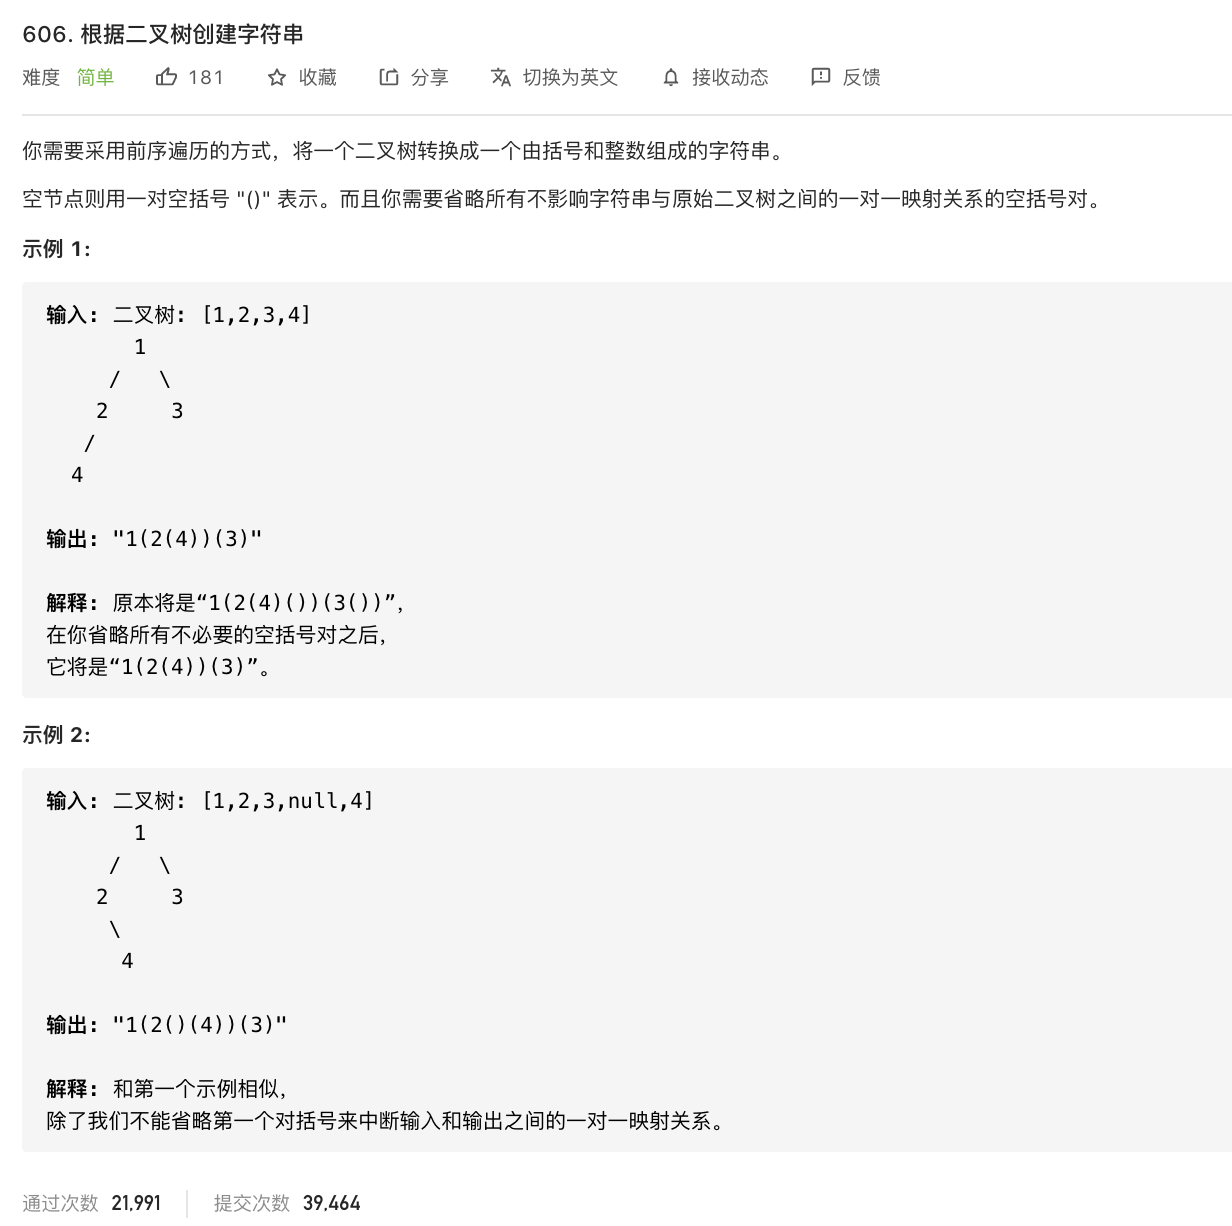 606. 根据二叉树创建字符串
难度 简单 181 收藏 分享 切换为英文 接收动态 反馈
你需要采用前序遍历的方式，将一个二叉树转换成一个由括号和整数组成的字符串。
空节点则用一对空括号 "()" 表示。而且你需要省略所有不影响字符串与原始二叉树之间的一对一映射关系的空括号对。
示例 1:
输入: 二叉树: [1,2,3,4]
1
/ \
2 3
/
4
输出: "1(2(4))(3)"
解释: 原本将是“1(2(4)())(3())”,
在你省略所有不必要的空括号对之后,
它将是“1(2(4))(3)”。
示例 2:
输入: 二叉树: [1,2,3,null,4]
1
/ \
2 3
\
4
输出: "1(2()(4))(3)"
解释: 和第一个示例相似,
除了我们不能省略第一个对括号来中断输入和输出之间的一对一映射关系。
通过次数 21,991 提交次数 39,464